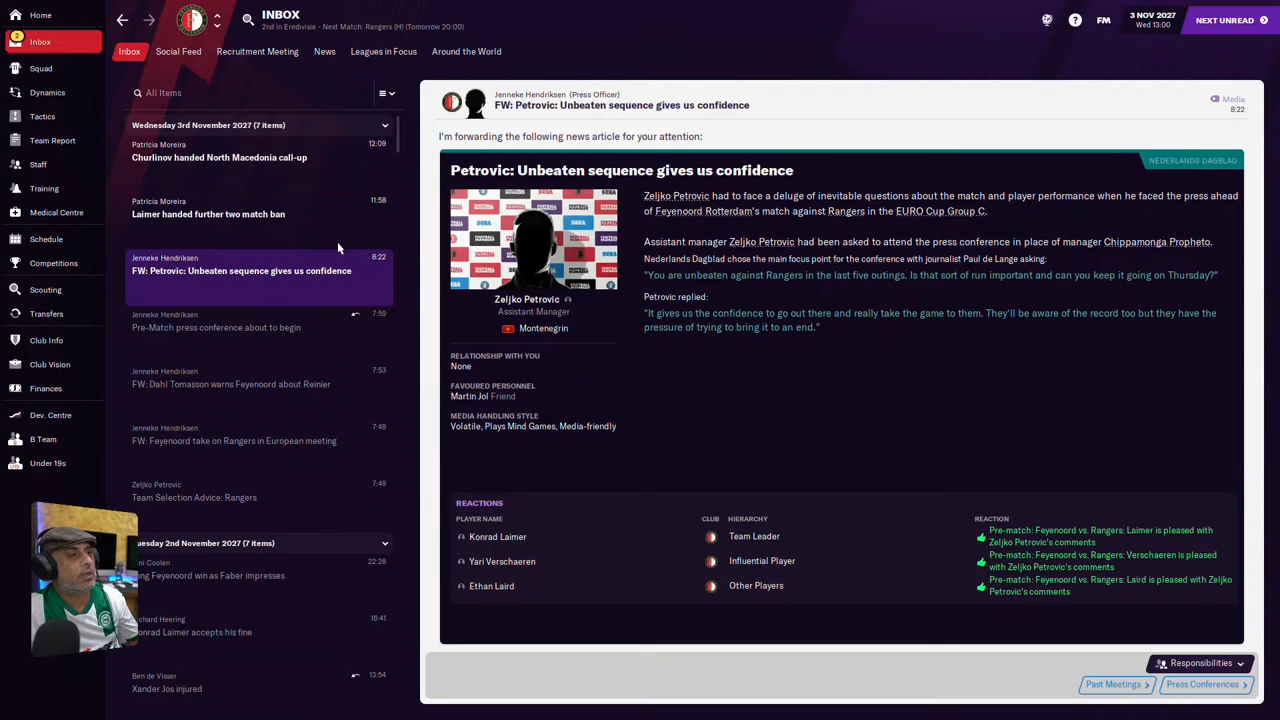 Home
INBOX
2nd in Eredivisie - Next Match: Rangers (H) (Tomorrow 20:00)
FM
3 NOV 2027
Wed 13:00
NEXT UNREAD
2
Inbox
Inbox
Social Feed
Recruitment Meeting
News
Leagues in Focus
Around the World
Squad
Dynamics
Tactics
Team Report
Staff
Training
Medical Centre
Schedule
Competitions
Scouting
Transfers
Club Info
Club Vision
Finances
Dev. Centre
B Team
Under 19s
All Items
Wednesday 3rd November 2027 (7 items)
Patrícia Moreira 12:09
Churlinov handed North Macedonia call-up
Patrícia Moreira 11:58
Laimer handed further two match ban
Jenneke Hendriksen 8:22
FW: Petrovic: Unbeaten sequence gives us confidence
Jenneke Hendriksen 7:59
Pre-Match press conference about to begin
Jenneke Hendriksen 7:53
FW: Dahl Tomasson warns Feyenoord about Reinier
Jenneke Hendriksen 7:49
FW: Feyenoord take on Rangers in European meeting
Zeljko Petrovic 7:49
Team Selection Advice: Rangers
uesday 2nd November 2027 (7 items)
Coolen 22:28
Feyenoord win as Faber impresses
chard Heering 16:41
onrad Laimer accepts his fine
Ben de Visser 13:54
Xander Jos injured
Jenneke Hendriksen (Press Officer)
FW: Petrovic: Unbeaten sequence gives us confidence
Media
8:22
I'm forwarding the following news article for your attention:
NEDERLANDS DAGBLAD
Petrovic: Unbeaten sequence gives us confidence
SEGA
Zeljko Petrovic
Assistant Manager
Montenegrin
RELATIONSHIP WITH YOU
None
FAVOURED PERSONNEL
Martin Jol Friend
MEDIA HANDLING STYLE
Volatile, Plays Mind Games, Media-friendly
Zeljko Petrovic had to face a deluge of inevitable questions about the match and player performance when he faced the press ahead
of Feyenoord Rotterdam's match against Rangers in the EURO Cup Group C.
Assistant manager Zeljko Petrovic had been asked to attend the press conference in place of manager Chippamonga Propheto.
Nederlands Dagblad chose the main focus point for the conference with journalist Paul de Lange asking:
"You are unbeaten against Rangers in the last five outings. Is that sort of run important and can you keep it going on Thursday?"
Petrovic replied:
"It gives us the confidence to go out there and really take the game to them. They'll be aware of the record too but they have the
pressure of trying to bring it to an end."
REACTIONS
PLAYER NAME CLUB HIERARCHY REACTION
Konrad Laimer Team Leader Pre-match: Feyenoord vs. Rangers: Laimer is pleased with
Zeljko Petrovic's comments
Yari Verschaeren Influential Player Pre-match: Feyenoord vs. Rangers: Verschaeren is pleased
with Zeljko Petrovic's comments
Ethan Laird Other Players Pre-match: Feyenoord vs. Rangers: Laird is pleased with Zeljko
Petrovic's comments
Responsibilities
Past Meetings
Press Conferences